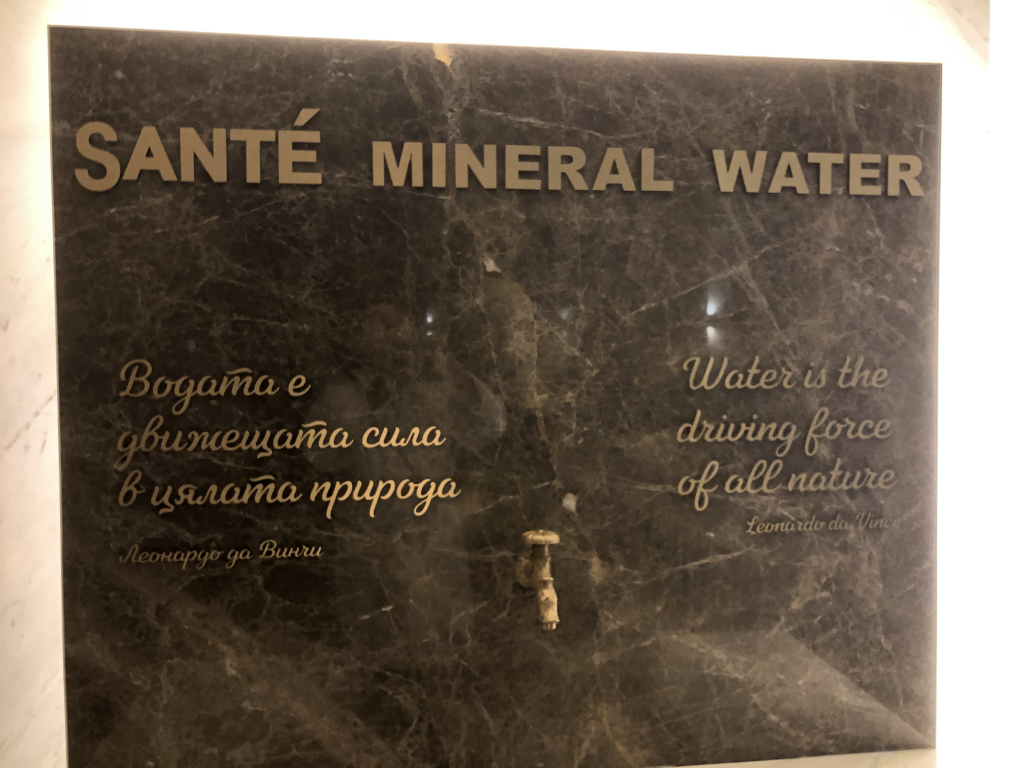 SANTÉ MINERAL WATER
Водата е
движещата сила
в цялата природа
Леонардо да Винчи
Water is the
driving force
of all nature
Leonardo da Vinci